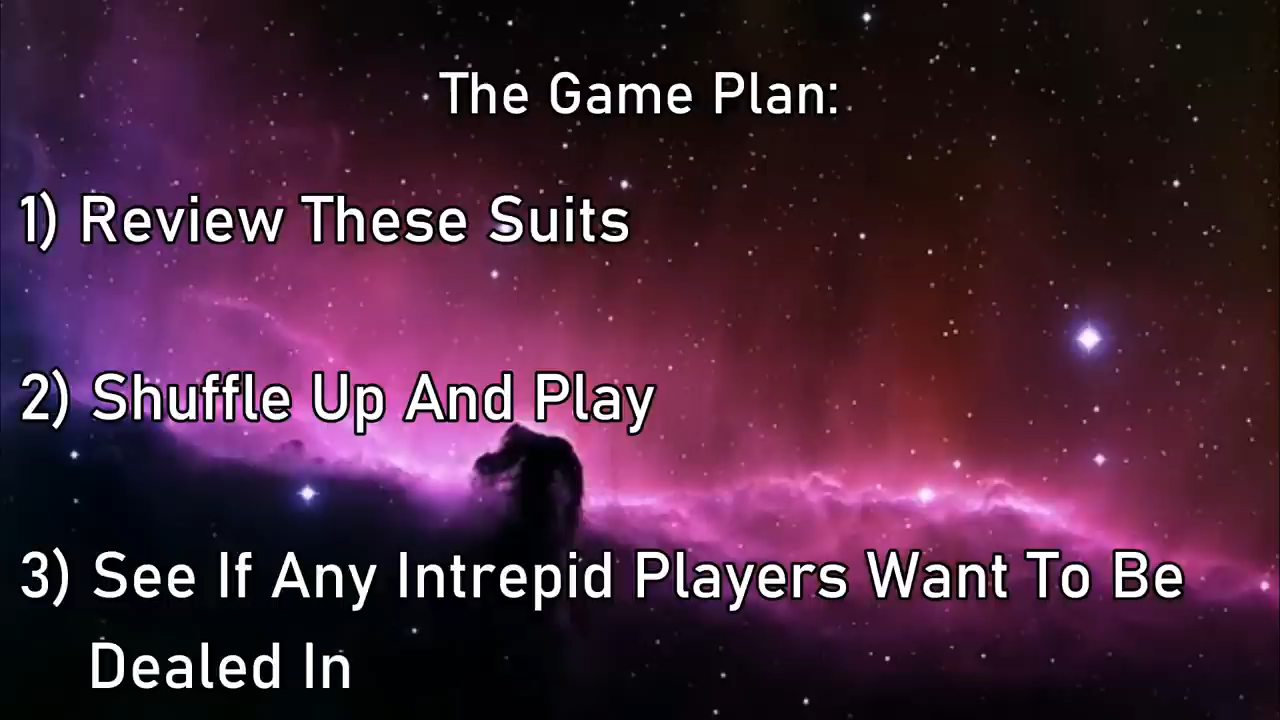 The Game Plan:
1) Review These Suits
2) Shuffle Up And Play
3) See If Any Intrepid Players Want To Be
Dealed In